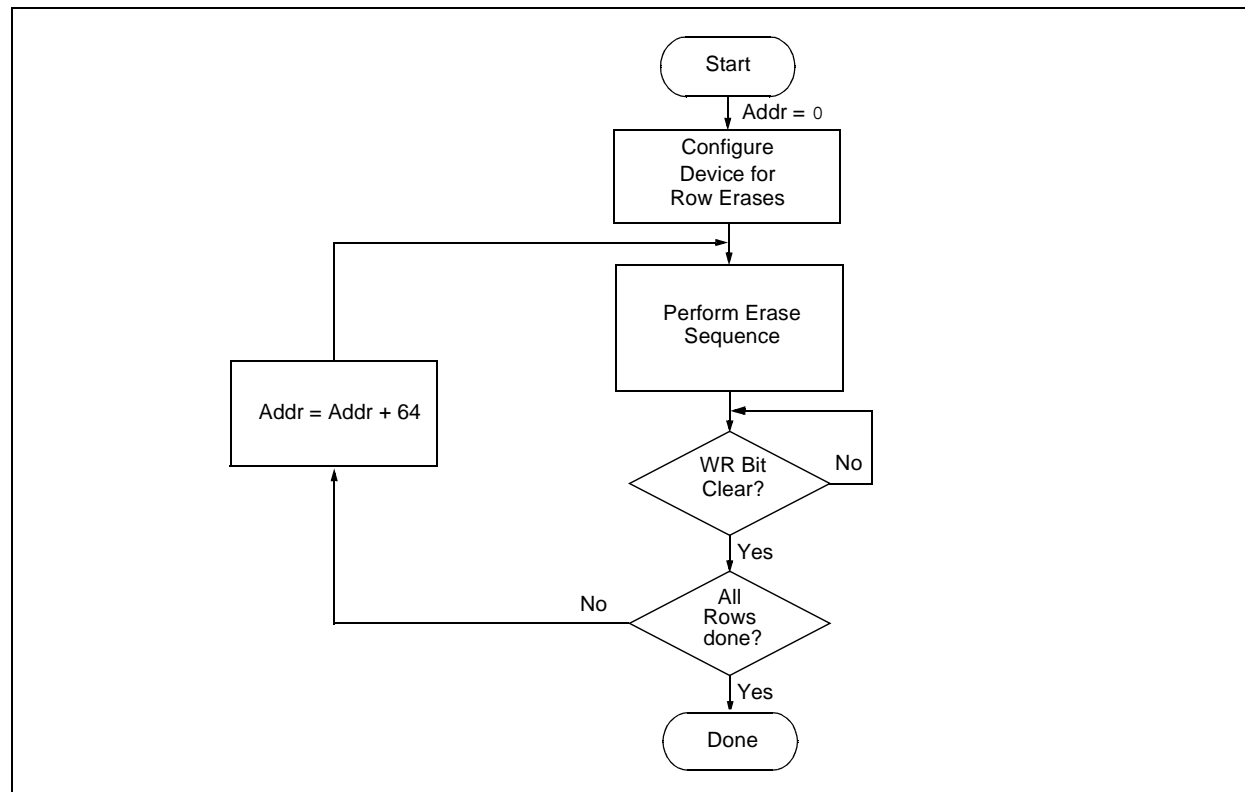 Start
Addr = 0
Configure
Device for
Row Erases
Perform Erase
Sequence
Addr = Addr + 64
WR Bit
Clear?
No
Yes
All
Rows
done?
No
Yes
Done